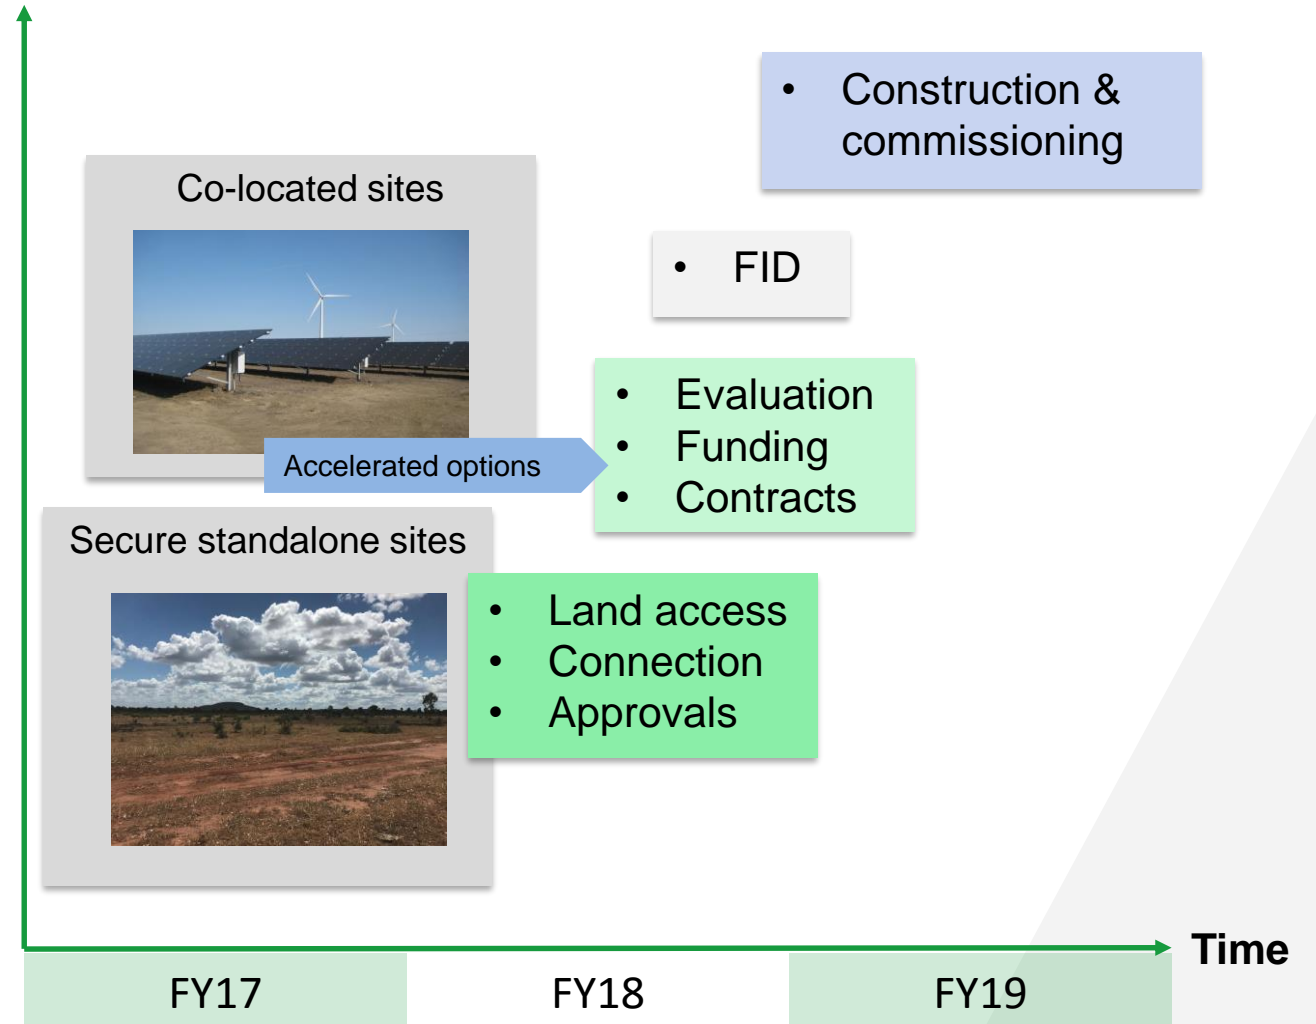 • Construction &
commissioning
Co-located sites
• FID
• Evaluation
• Funding
• Contracts
Accelerated options
Secure standalone sites
• Land access
• Connection
• Approvals
Time
FY17 FY18 FY19